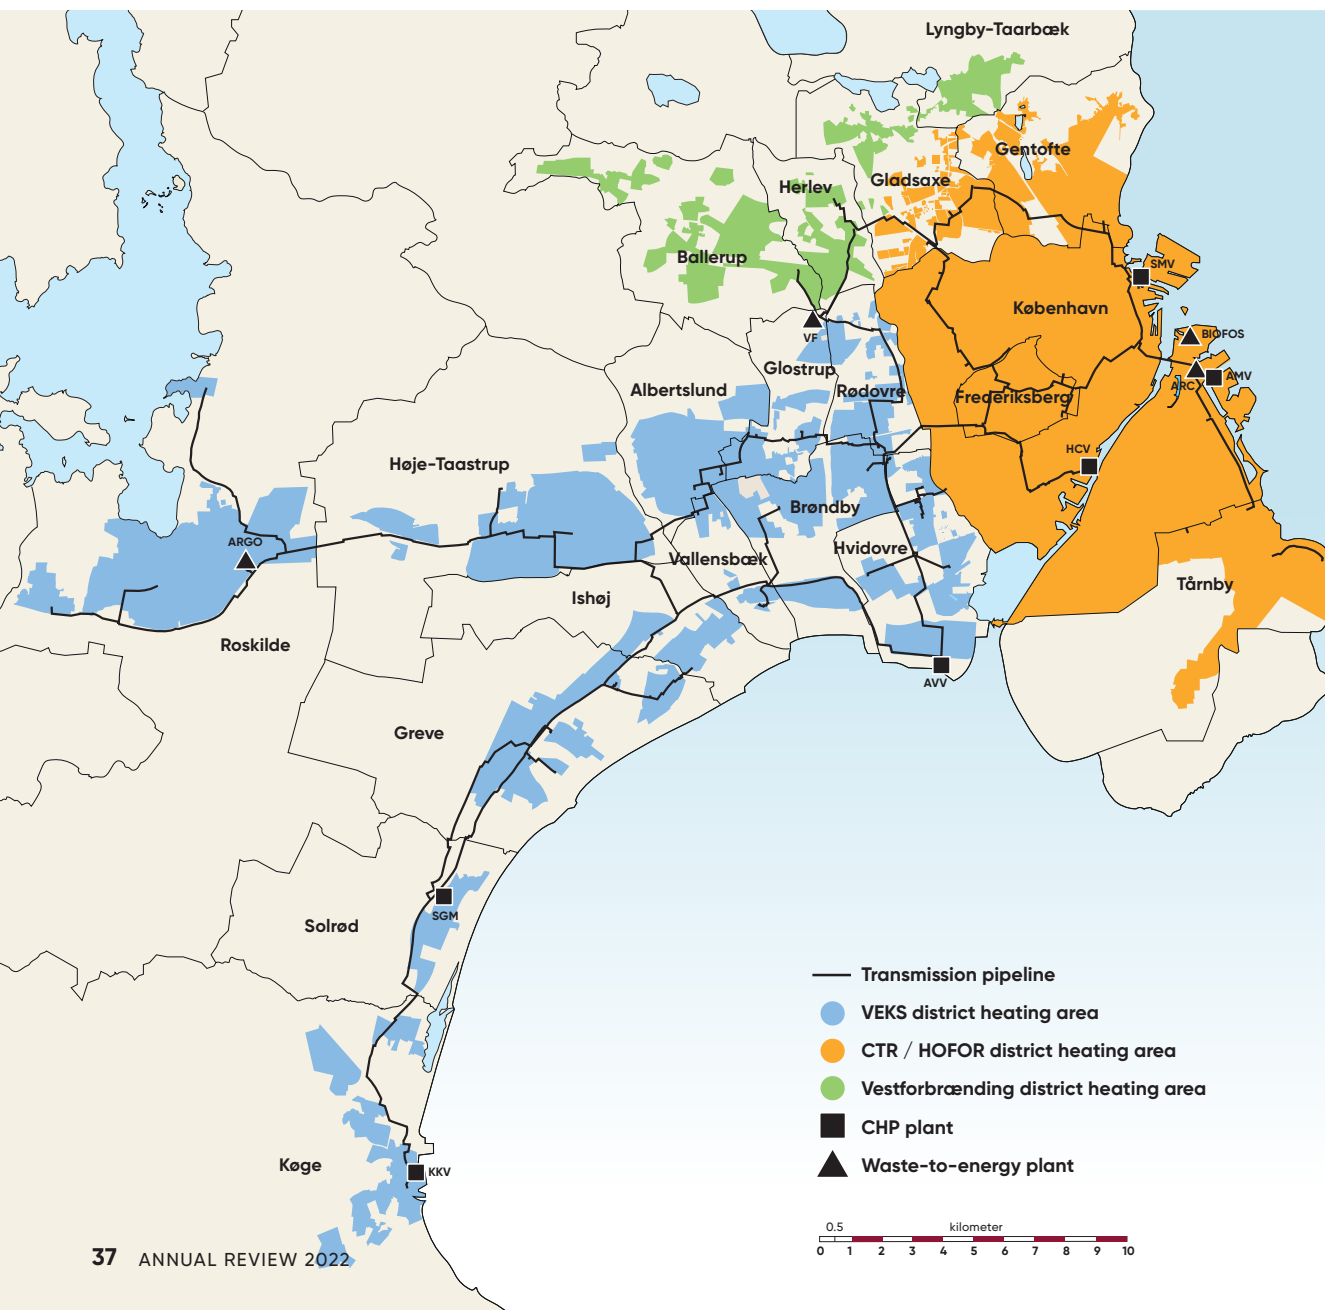 Lyngby-Taarbæk
Gentofte
Gladsaxe
Herlev
Ballerup
SMV
København
BIOFOS
VF
Glostrup
ARC
AMV
Albertslund
Rødovre
Frederiksberg
HCV
Høje-Taastrup
Brøndby
ARGO
Hvidovre
Vallensbæk
Tårnby
Ishøj
Roskilde
AVV
Greve
SGM
Solrød
Køge
KKV
Transmission pipeline
VEKS district heating area
CTR / HOFOR district heating area
Vestforbrænding district heating area
CHP plant
Waste-to-energy plant
0.5 kilometer
0 1 2 3 4 5 6 7 8 9 10
37 ANNUAL REVIEW 2022